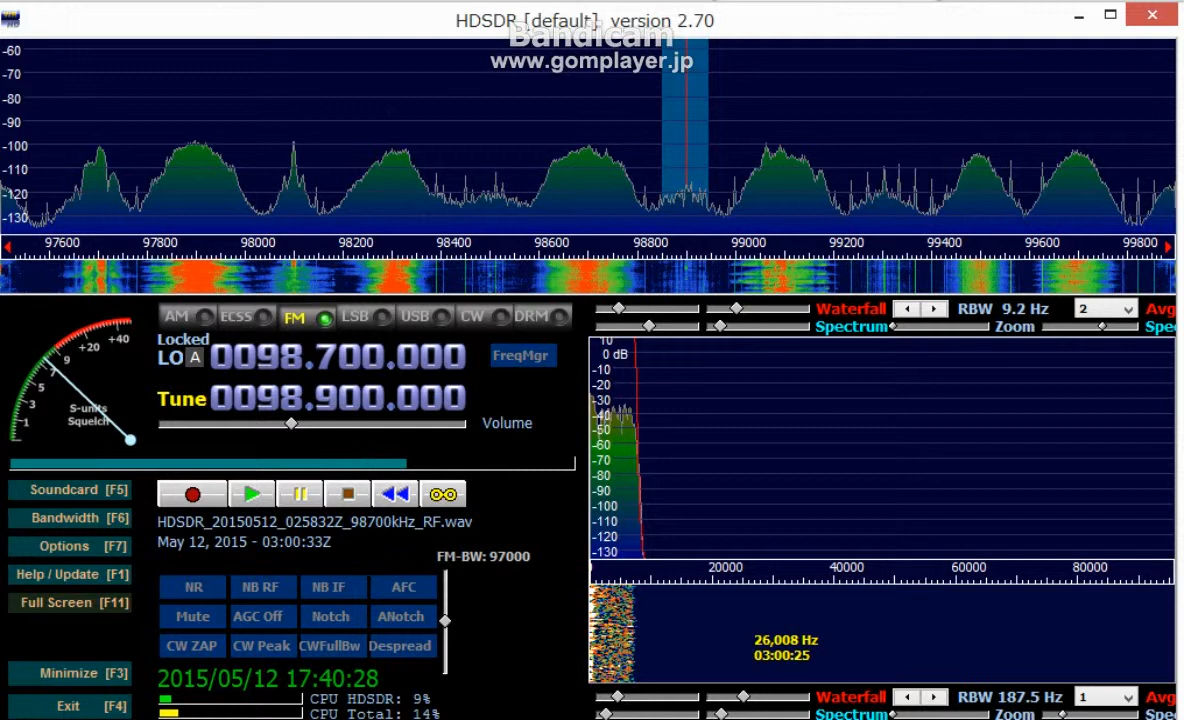 HDSDR [default] version 2.70
Bandicam
www.gomplayer.jp
-60
-70
-80
-90
-100
-110
-120
-130
97600 97800 98000 98200 98400 98600 98800 99000 99200 99400 99600 99800
AM ECSS FM LSB USB CW DRM
Waterfall RBW 9.2 Hz 2 Avg
Spectrum Zoom Spe
+20 +40
9
7
5
3
1
S-units
Squelch
Locked
LO A 0098.700.000 FreqMgr
Tune 0098.900.000
Volume
10
0 dB
-10
-20
-30
-40
-50
-60
-70
-80
-90
-100
-110
-120
-130
20000 40000 60000 80000
Soundcard [F5]
Bandwidth [F6]
Options [F7]
Help / Update [F1]
Full Screen [F11]
HDSDR_20150512_025832Z_98700kHz_RF.wav
May 12, 2015 - 03:00:33Z
FM-BW: 97000
NR NB RF NB IF AFC
Mute AGC Off Notch ANotch
CW ZAP CW Peak CWFullBw Despread
26,008 Hz
03:00:25
Minimize [F3]
Exit [F4]
2015/05/12 17:40:28
CPU HDSDR: 9%
CPU Total: 14%
Waterfall RBW 187.5 Hz 1 Avg
Spectrum Zoom Spe